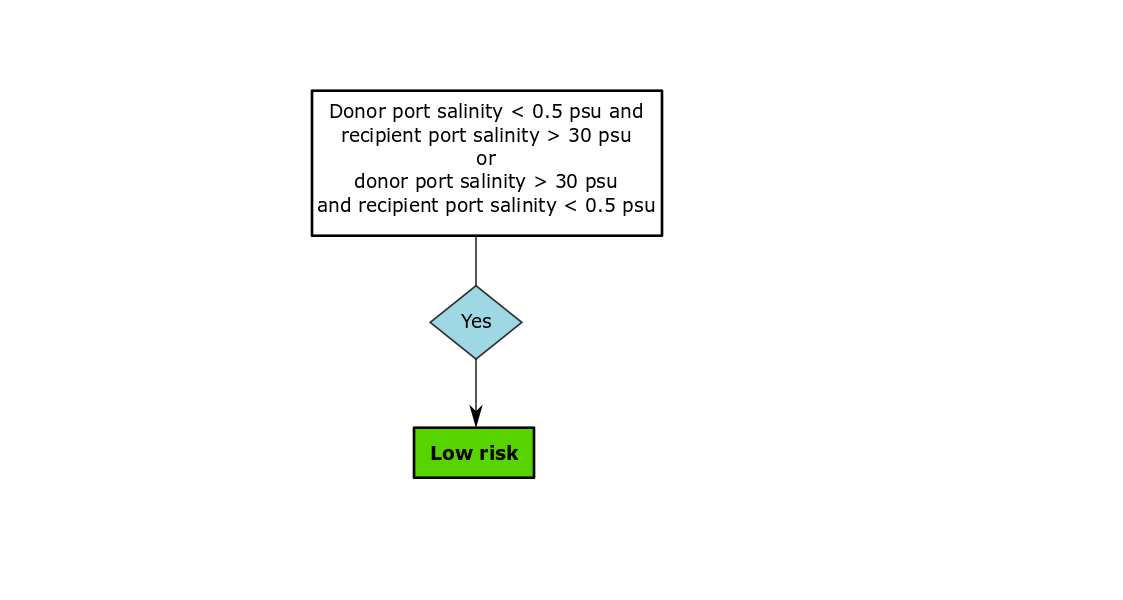 Donor port salinity < 0.5 psu and
recipient port salinity > 30 psu
or
donor port salinity > 30 psu
and recipient port salinity < 0.5 psu
Yes
Low risk